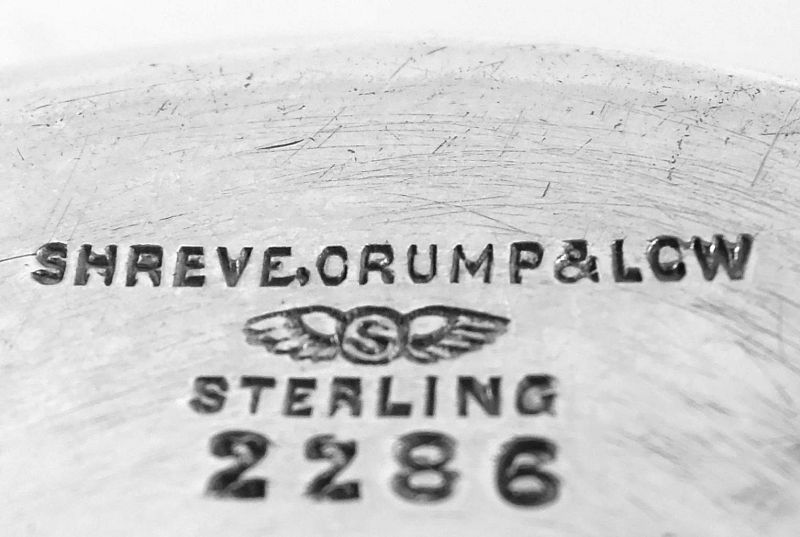 SHREVE, CRUMP & LOW
S
STERLING
2286